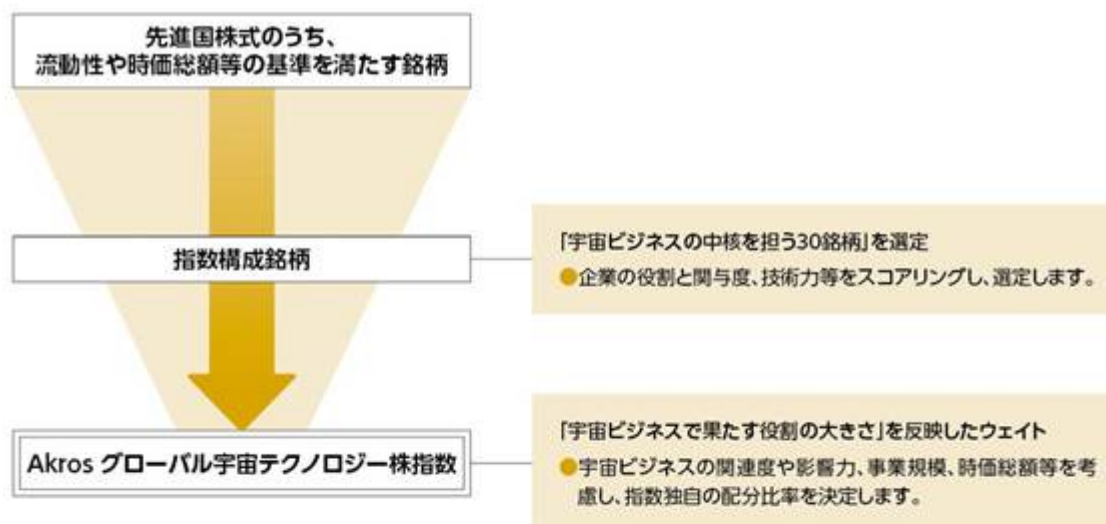 先進国株式のうち、
流動性や時価総額等の基準を満たす銘柄
指数構成銘柄
「宇宙ビジネスの中核を担う30銘柄」を選定
●企業の役割と関与度、技術力等をスコアリングし、選定します。
Akros グローバル宇宙テクノロジー株指数
「宇宙ビジネスで果たす役割の大きさ」を反映したウェイト
●宇宙ビジネスの関連度や影響力、事業規模、時価総額等を考
慮し、指数独自の配分比率を決定します。